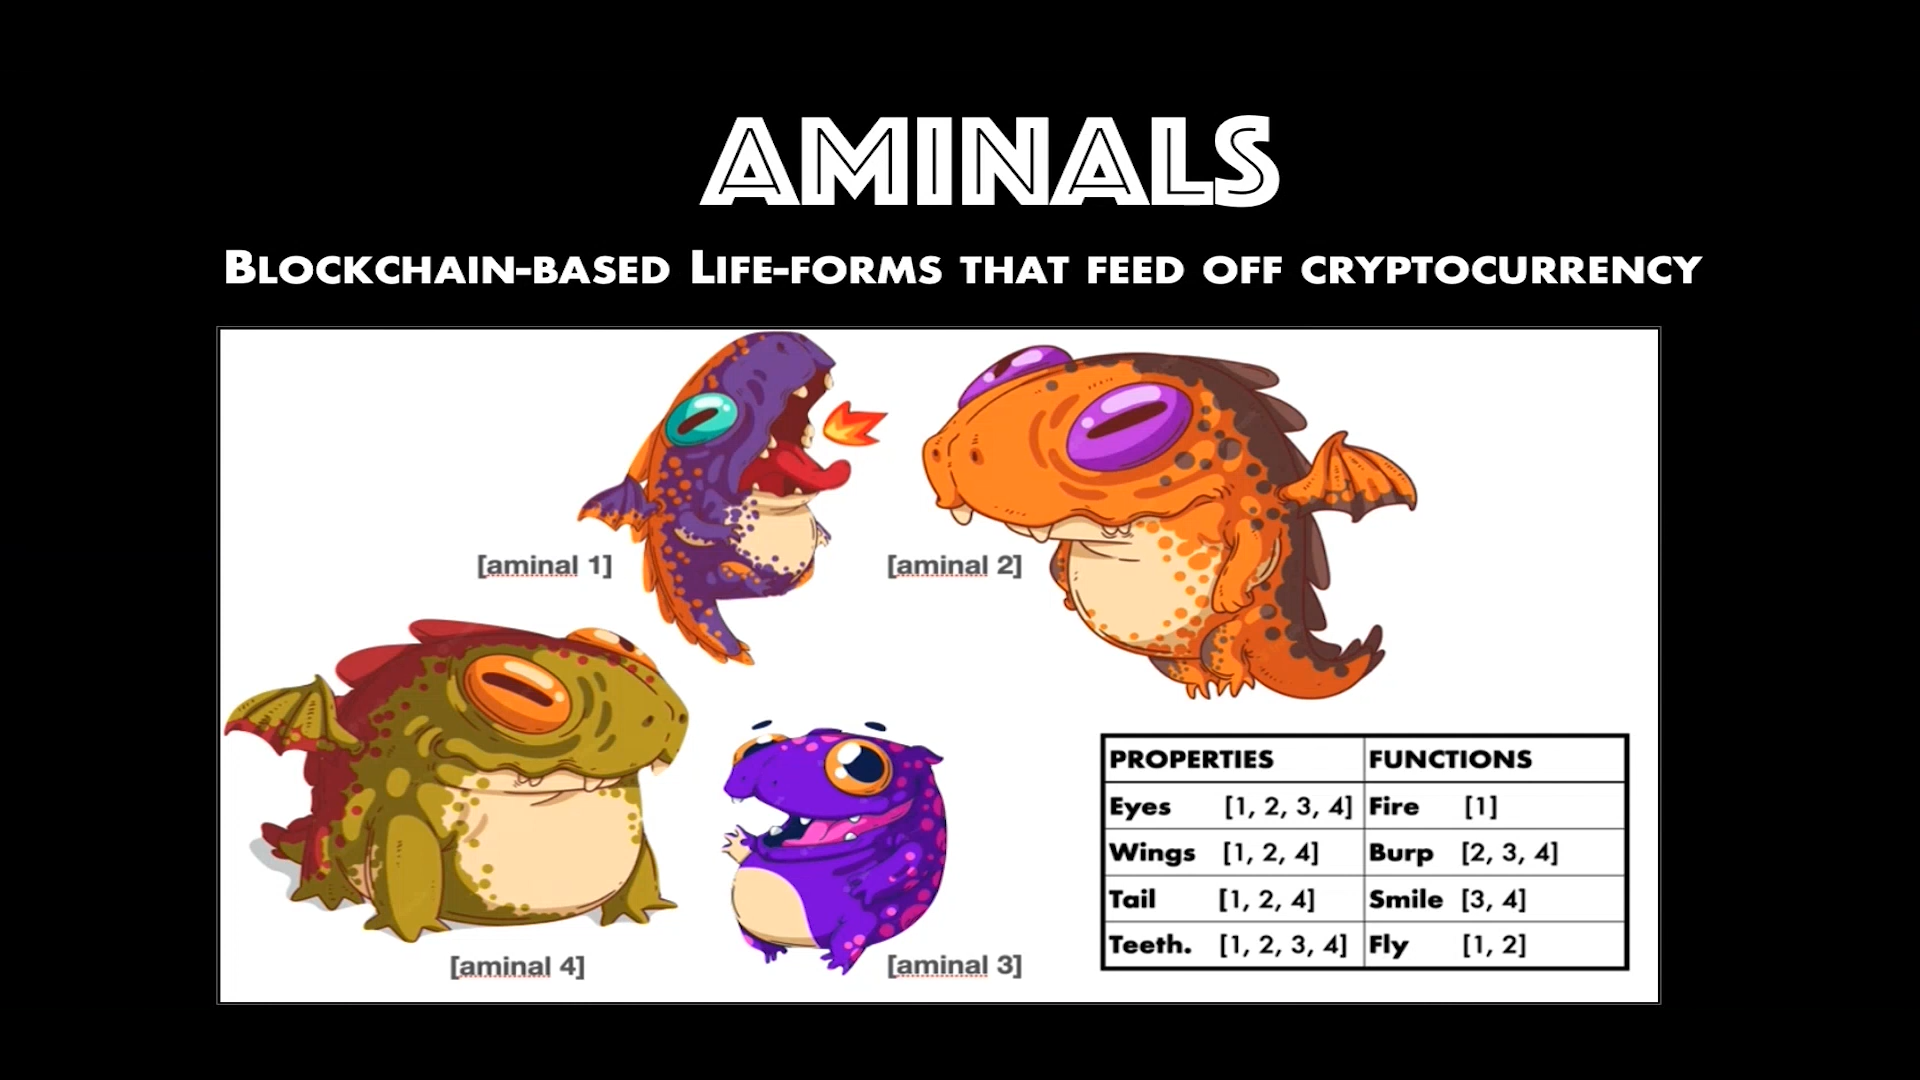 AMINALS
BLOCKCHAIN-BASED LIFE-FORMS THAT FEED OFF CRYPTOCURRENCY
[aminal 1]
[aminal 2]
[aminal 4]
[aminal 3]
PROPERTIES FUNCTIONS
Eyes [1, 2, 3, 4] Fire [1]
Wings [1, 2, 4] Burp [2, 3, 4]
Tail [1, 2, 4] Smile [3, 4]
Teeth. [1, 2, 3, 4] Fly [1, 2]